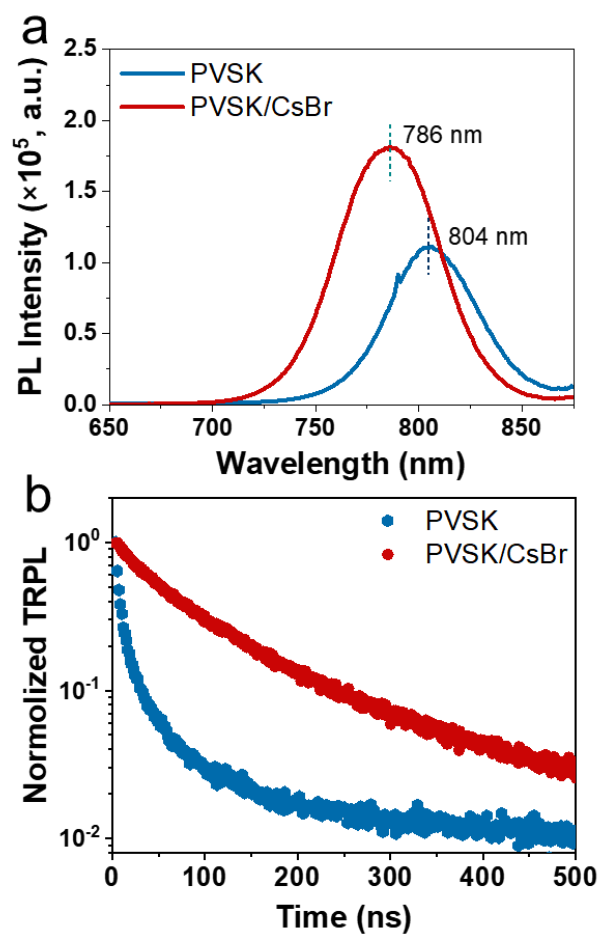 a
PL Intensity (×10⁵, a.u.)
2.5
2.0
1.5
1.0
0.5
0.0
PVSK
PVSK/CsBr
786 nm
804 nm
650
700
750
800
850
Wavelength (nm)
b
Normolized TRPL
10⁰
10⁻¹
10⁻²
PVSK
PVSK/CsBr
0
100
200
300
400
500
Time (ns)